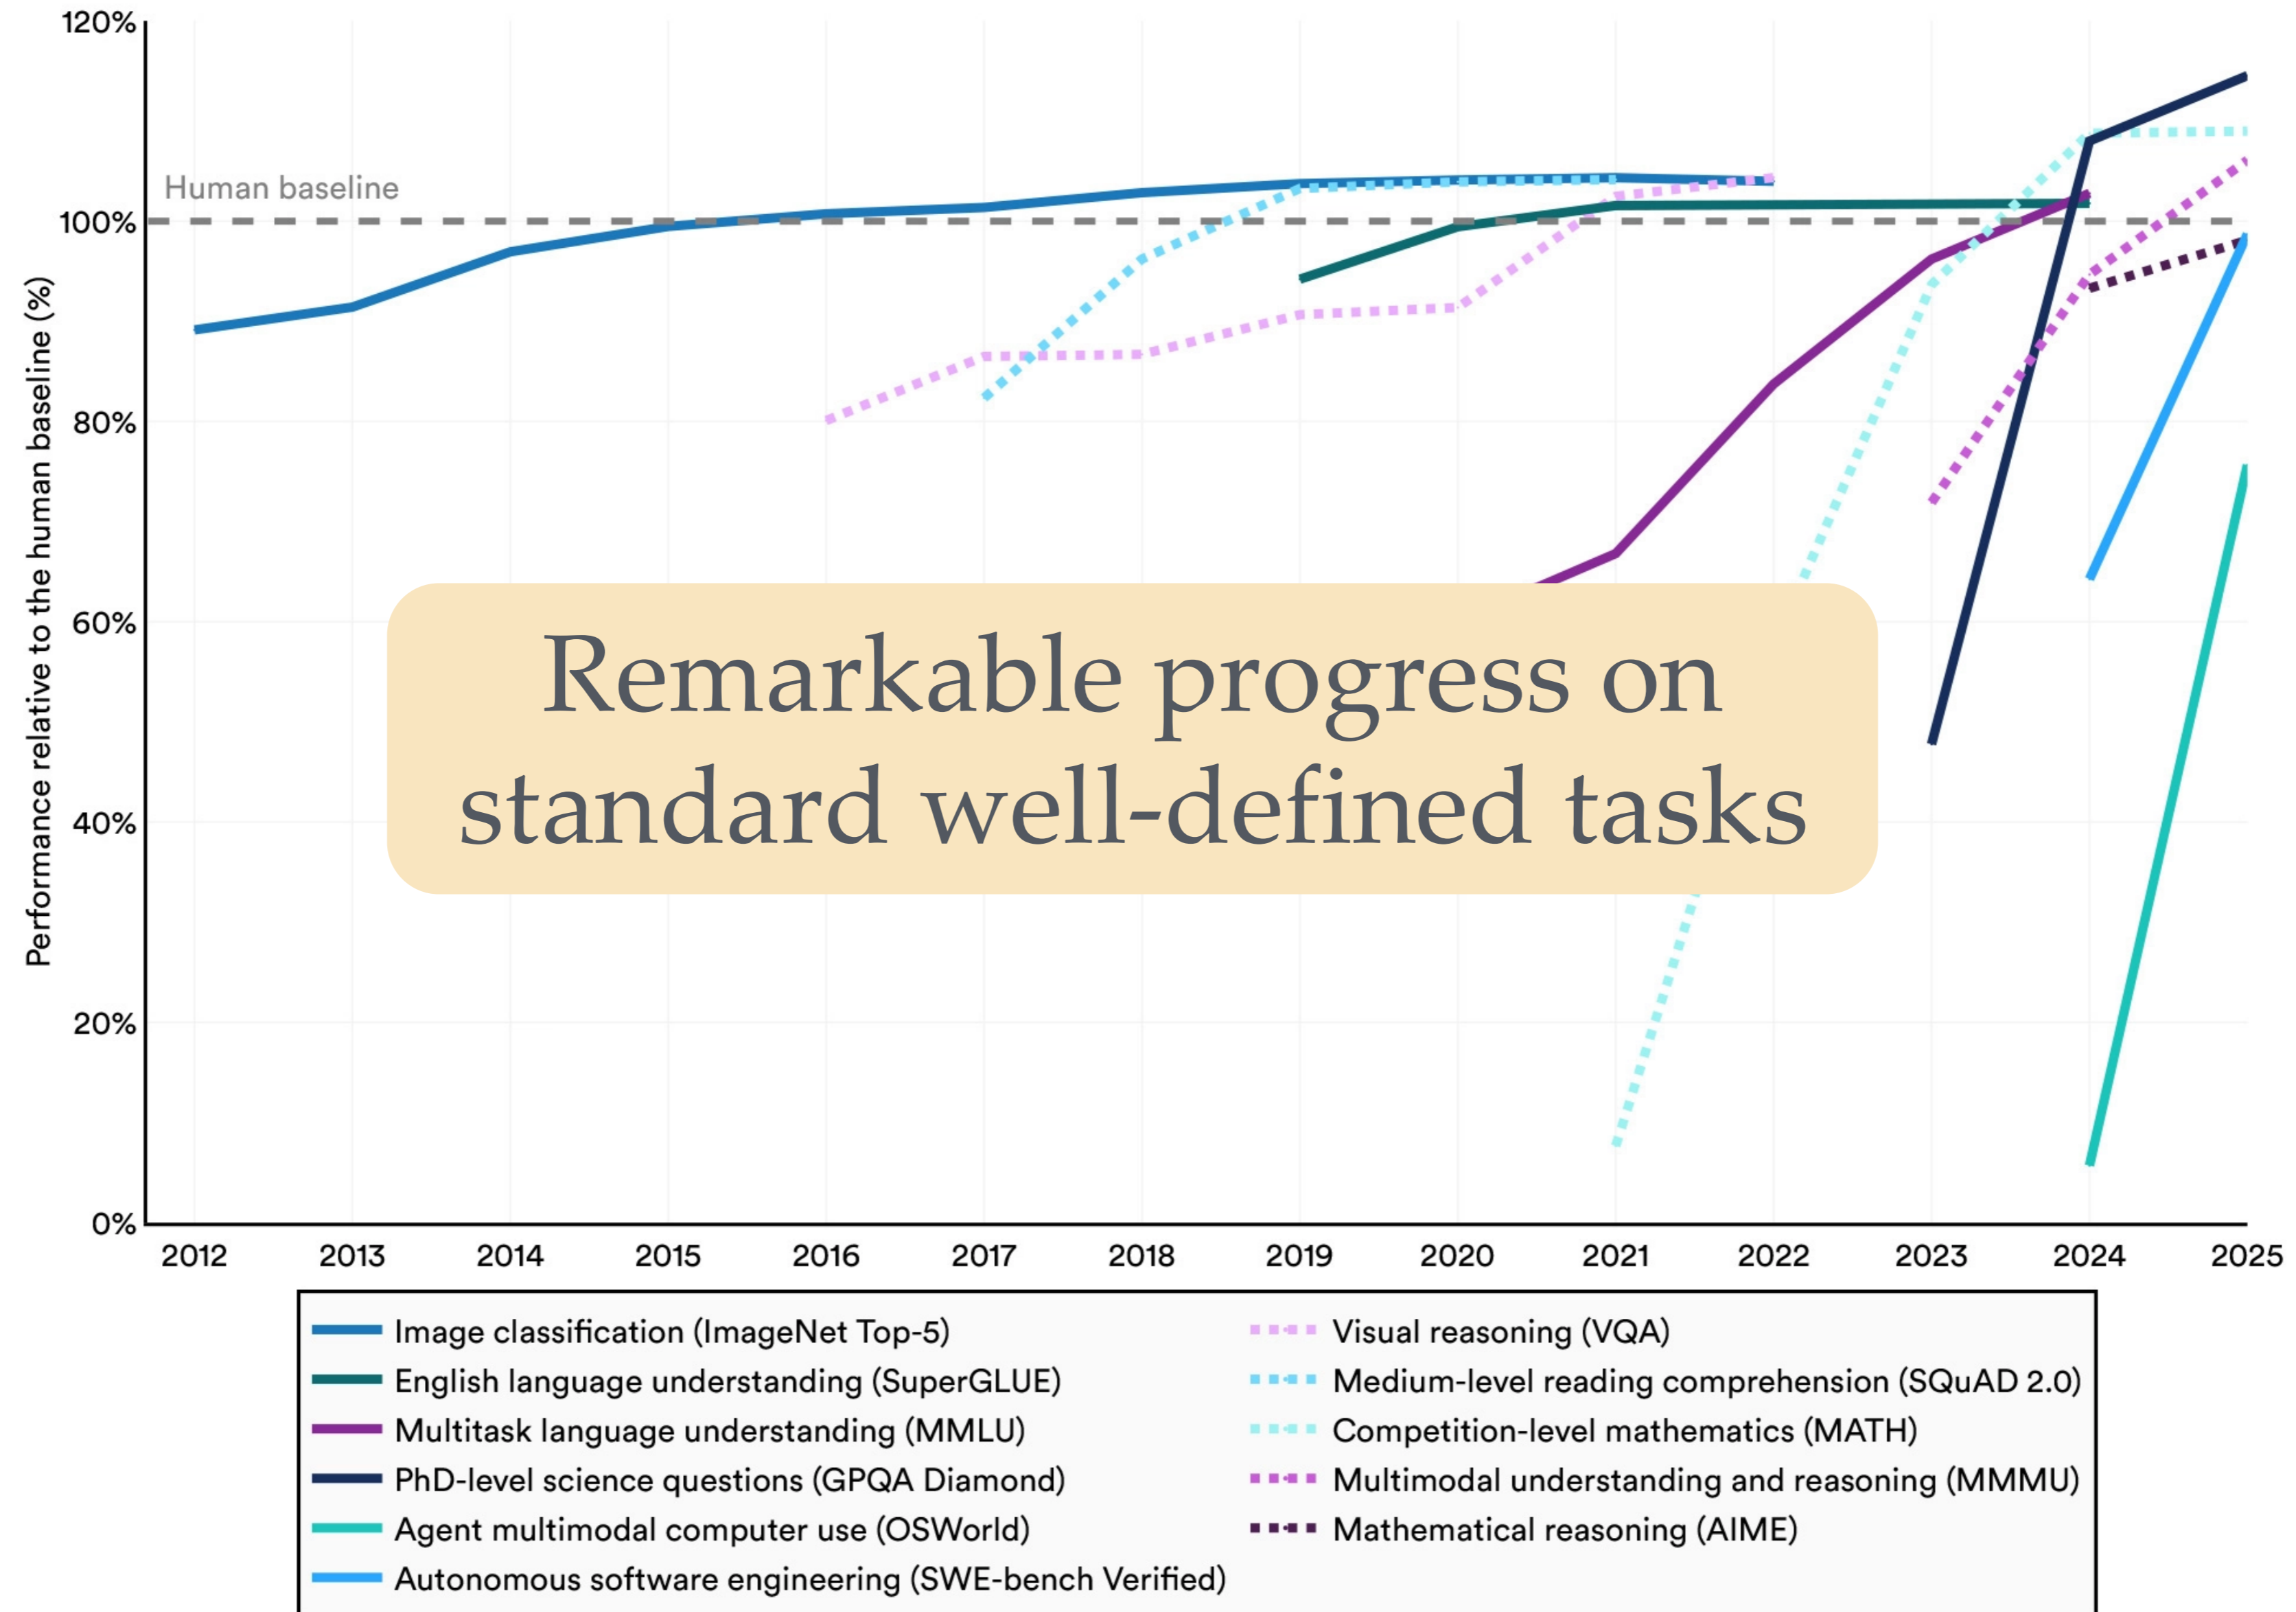 120%
Human baseline
100%
80%
60%
40%
20%
0%
Performance relative to the human baseline (%)
Remarkable progress on
standard well-defined tasks
2012 2013 2014 2015 2016 2017 2018 2019 2020 2021 2022 2023 2024 2025
Image classification (ImageNet Top-5)
English language understanding (SuperGLUE)
Multitask language understanding (MMLU)
PhD-level science questions (GPQA Diamond)
Agent multimodal computer use (OSWorld)
Autonomous software engineering (SWE-bench Verified)
Visual reasoning (VQA)
Medium-level reading comprehension (SQuAD 2.0)
Competition-level mathematics (MATH)
Multimodal understanding and reasoning (MMMU)
Mathematical reasoning (AIME)